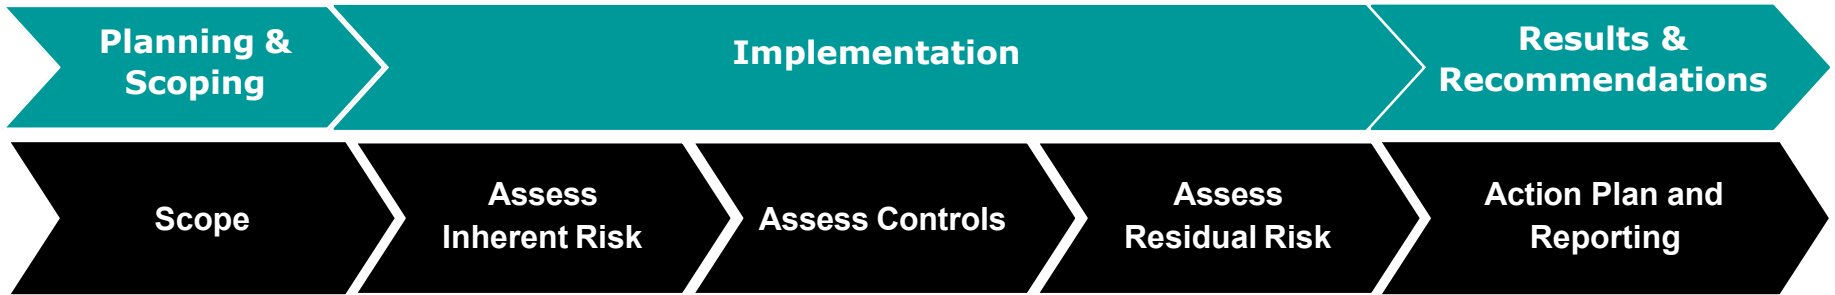 Planning &
Scoping
Implementation
Results &
Recommendations
Scope
Assess
Inherent Risk
Assess Controls
Assess
Residual Risk
Action Plan and
Reporting